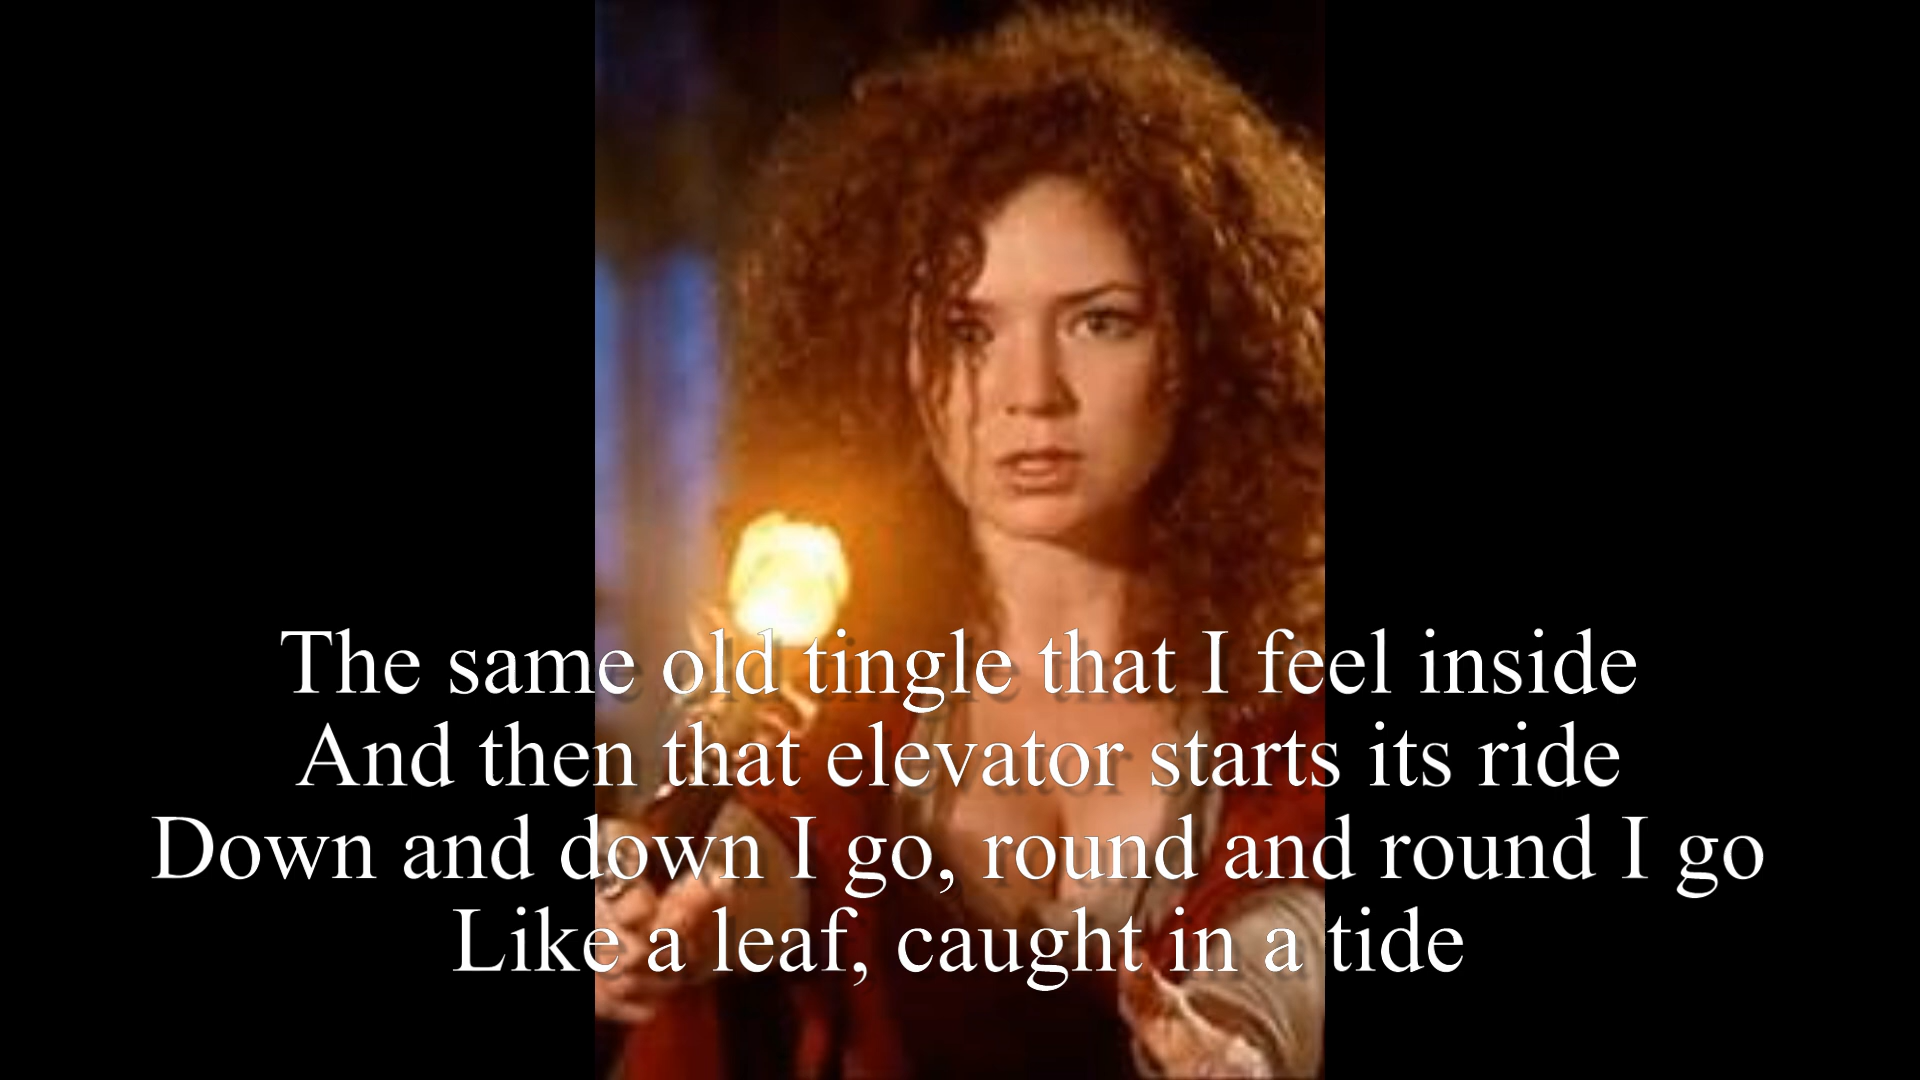 The same old tingle that I feel inside
And then that elevator starts its ride
Down and down I go, round and round I go
Like a leaf, caught in a tide